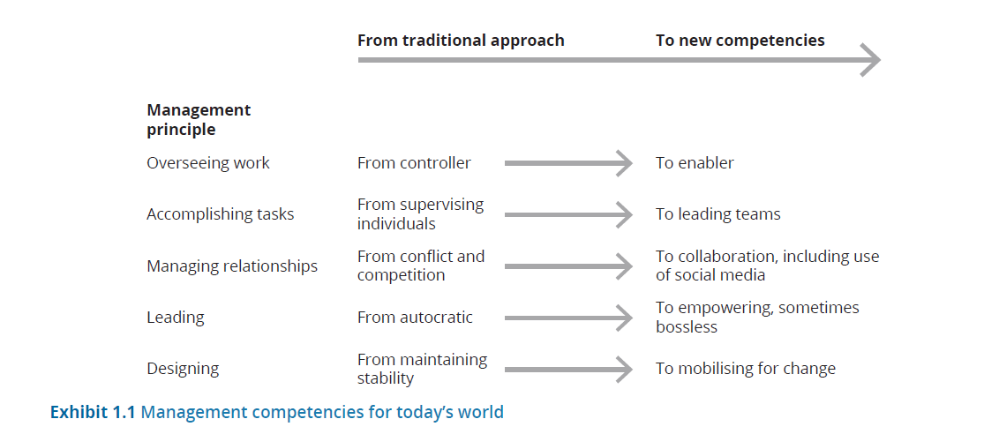 From traditional approach To new competencies
Management
principle
Overseeing work From controller To enabler
Accomplishing tasks From supervising
individuals To leading teams
Managing relationships From conflict and
competition To collaboration, including use
of social media
Leading From autocratic To empowering, sometimes
bossless
Designing From maintaining
stability To mobilising for change
Exhibit 1.1 Management competencies for today's world